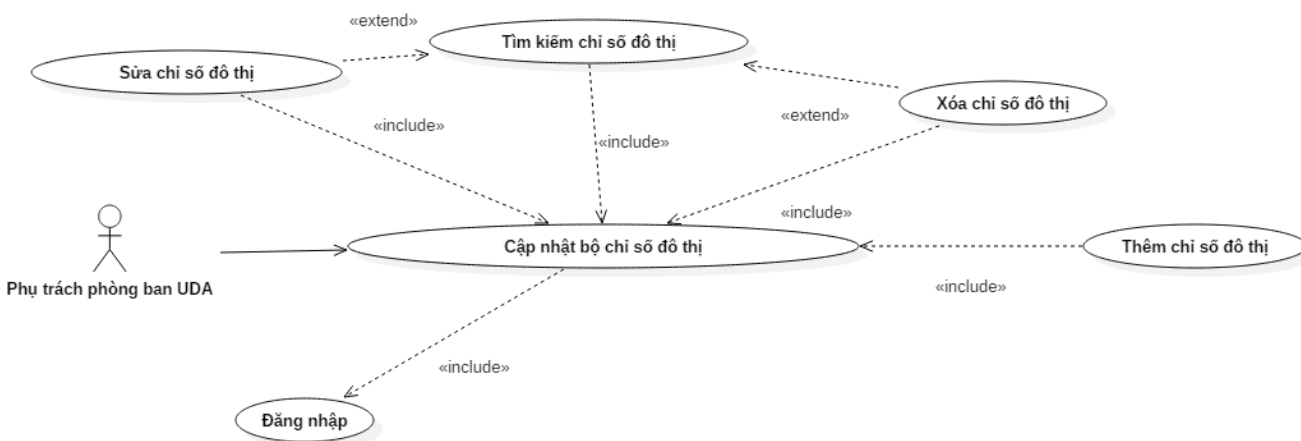 «extend»
Tìm kiếm chỉ số đô thị
Sửa chỉ số đô thị
Xóa chỉ số đô thị
«extend»
«include»
«include»
«include»
Cập nhật bộ chỉ số đô thị
Thêm chỉ số đô thị
Phụ trách phòng ban UDA
«include»
«include»
Đăng nhập